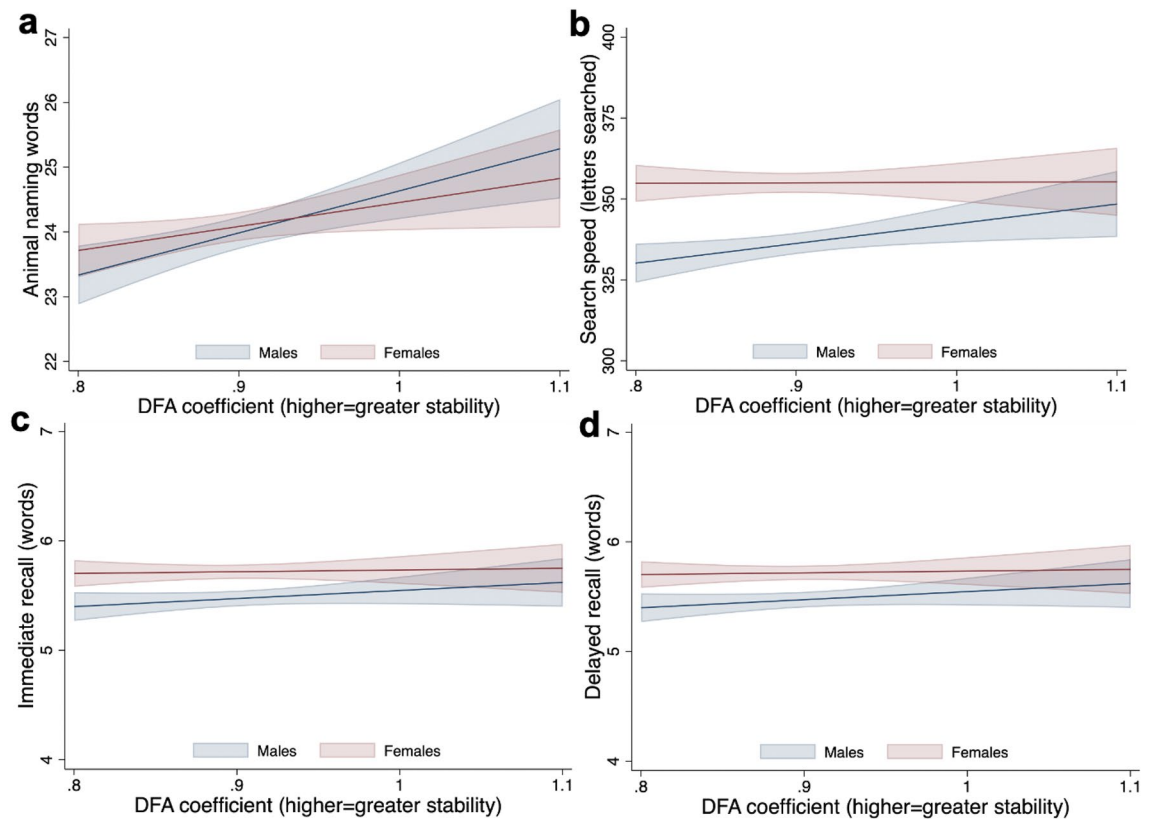 a
Animal naming words
27
26
25
24
23
22
Males Females
.8 .9 1 1.1
DFA coefficient (higher=greater stability)
b
Search speed (letters searched)
400
375
350
325
300
Males Females
.8 .9 1 1.1
DFA coefficient (higher=greater stability)
c
Immediate recall (words)
7
6
5
4
Males Females
.8 .9 1 1.1
DFA coefficient (higher=greater stability)
d
Delayed recall (words)
7
6
5
4
Males Females
.8 .9 1 1.1
DFA coefficient (higher=greater stability)